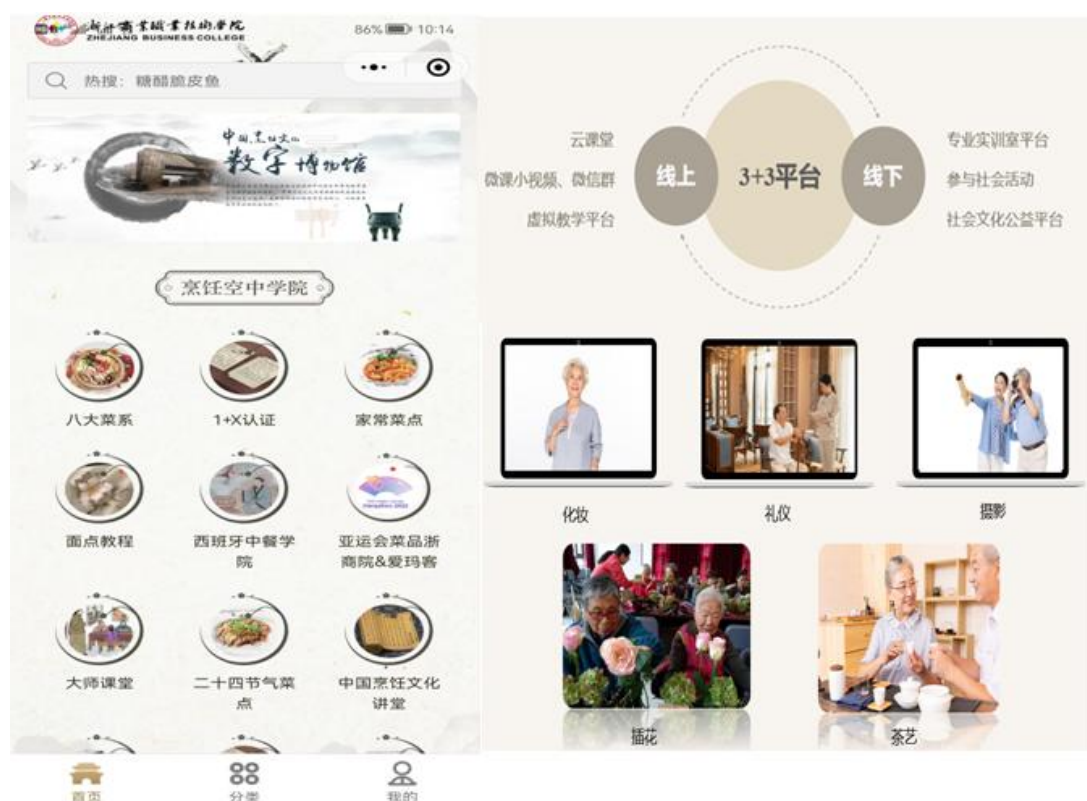 浙江商业职业技术学院
ZHEJIANG BUSINESS COLLEGE
86% 10:14
热搜：糖醋脆皮鱼
中国烹饪文化
数字博物馆
烹饪空中学院
八大菜系
1+X认证
家常菜点
面点教程
西班牙中餐学
院
亚运会菜品浙
商院&爱玛客
大师课堂
二十四节气菜
点
中国烹饪文化
讲堂
首页
分类
我的
云课堂
微课小视频、微信群
虚拟教学平台
线上
3+3平台
线下
专业实训室平台
参与社会活动
社会文化公益平台
化妆
礼仪
摄影
插花
茶艺